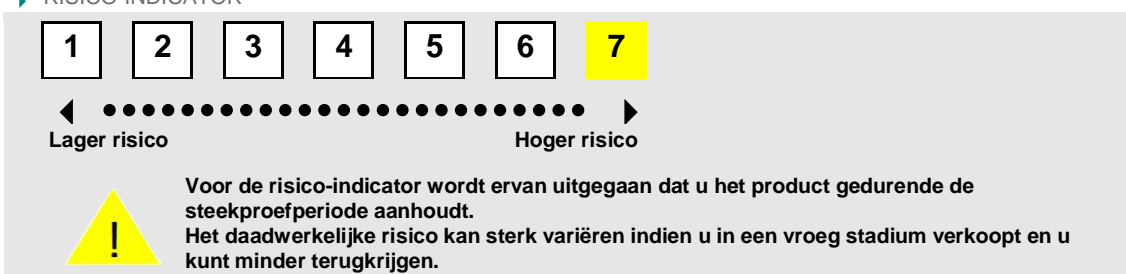 RISICO-INDICATOR
1 2 3 4 5 6 7
Lager risico Hoger risico
Voor de risico-indicator wordt ervan uitgegaan dat u het product gedurende de
steekproefperiode aanhoudt.
Het daadwerkelijke risico kan sterk variëren indien u in een vroeg stadium verkoopt en u
kunt minder terugkrijgen.
!